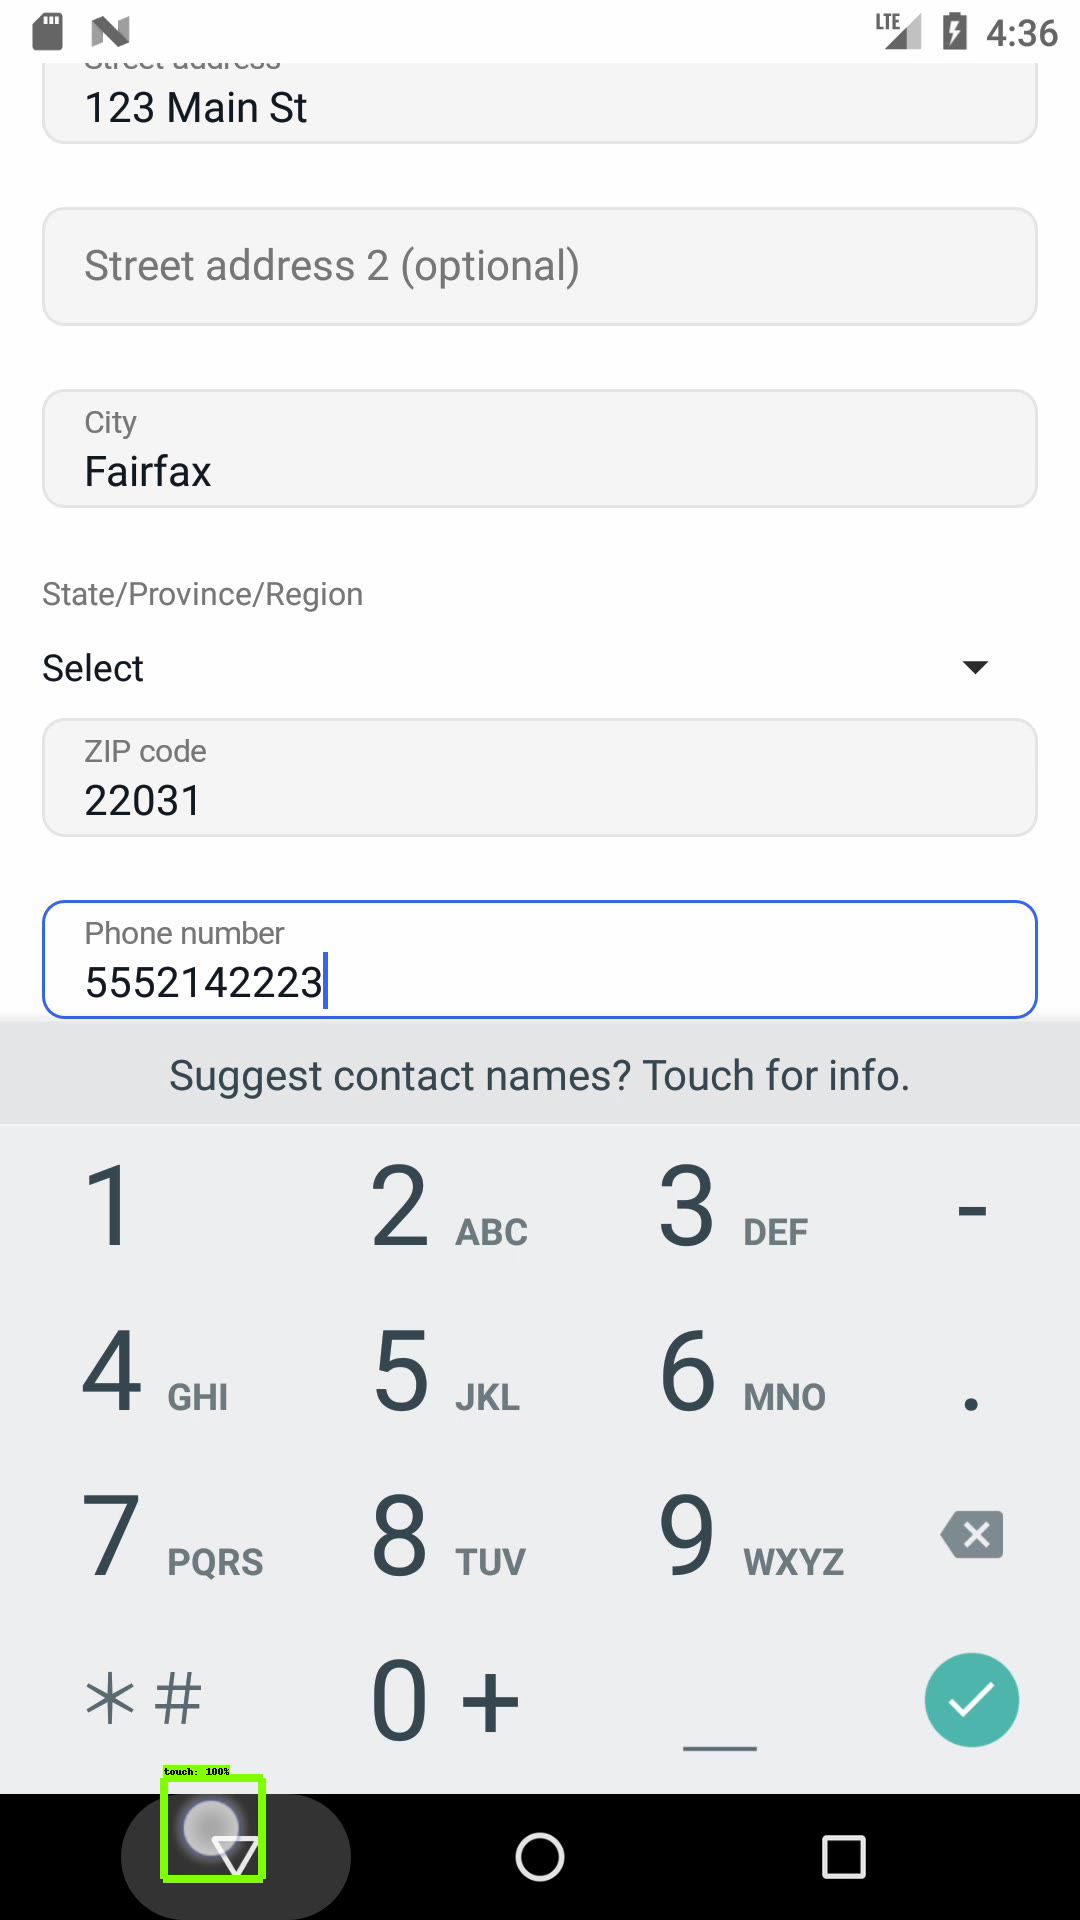 LTE 4:36
Street address
123 Main St
Street address 2 (optional)
City
Fairfax
State/Province/Region
Select
ZIP code
22031
Phone number
5552142223
Suggest contact names? Touch for info.
1 2 ABC 3 DEF -
4 GHI 5 JKL 6 MNO .
7 PQRS 8 TUV 9 WXYZ
*# 0 + _
touch: 100%